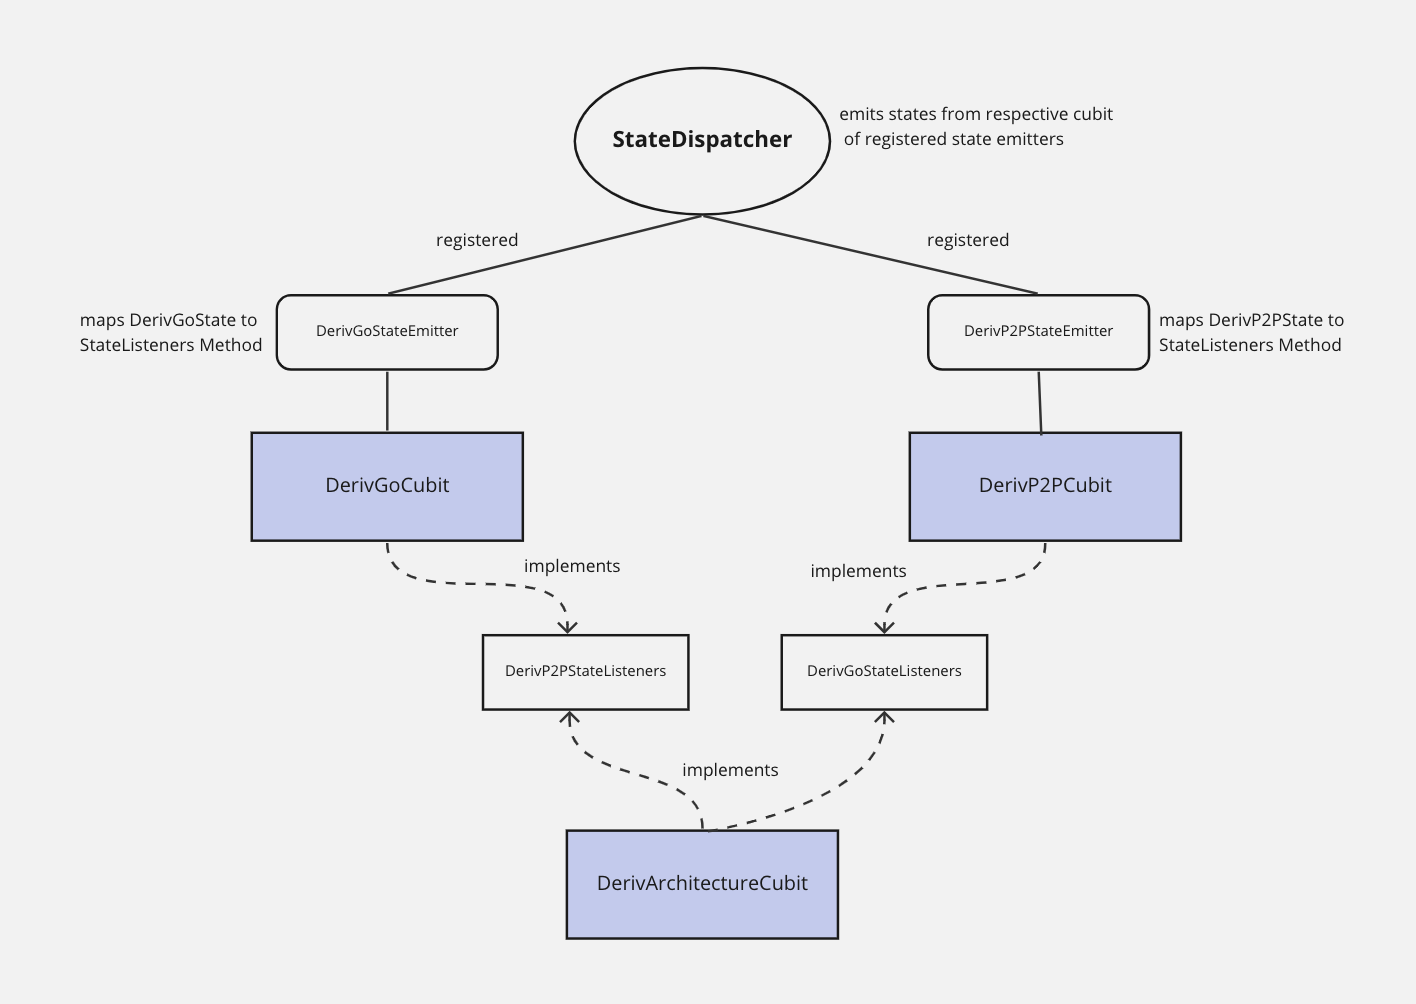 StateDispatcher
emits states from respective cubit
of registered state emitters
registered
registered
maps DerivGoState to
StateListeners Method
DerivGoStateEmitter
DerivP2PStateEmitter
maps DerivP2PState to
StateListeners Method
DerivGoCubit
DerivP2PCubit
implements
implements
DerivP2PStateListeners
DerivGoStateListeners
implements
DerivArchitectureCubit